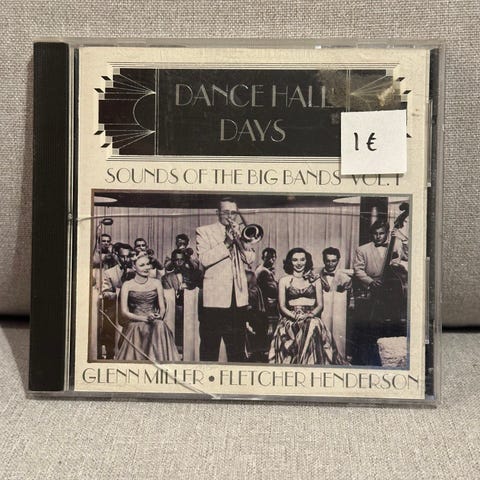 DANCE HALL
DAYS
1€
SOUNDS OF THE BIG BANDS VOL. 1
GLENN MILLER • FLETCHER HENDERSON